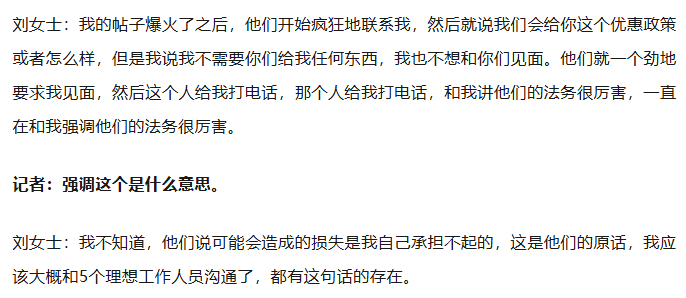 刘女士：我的帖子爆火了之后，他们开始疯狂地联系我，然后就说我们会给你这个优惠政策
或者怎么样，但是我说我不需要你们给我任何东西，我也不想和你们见面。他们就一个劲地
要求我见面，然后这个人给我打电话，那个人给我打电话，和我讲他们的法务很厉害，一直
在和我强调他们的法务很厉害。
记者：强调这个是什么意思。
刘女士：我不知道，他们说可能会造成的损失是我自己承担不起的，这是他们的原话，我应
该大概和5个理想工作人员沟通了，都有这句话的存在。